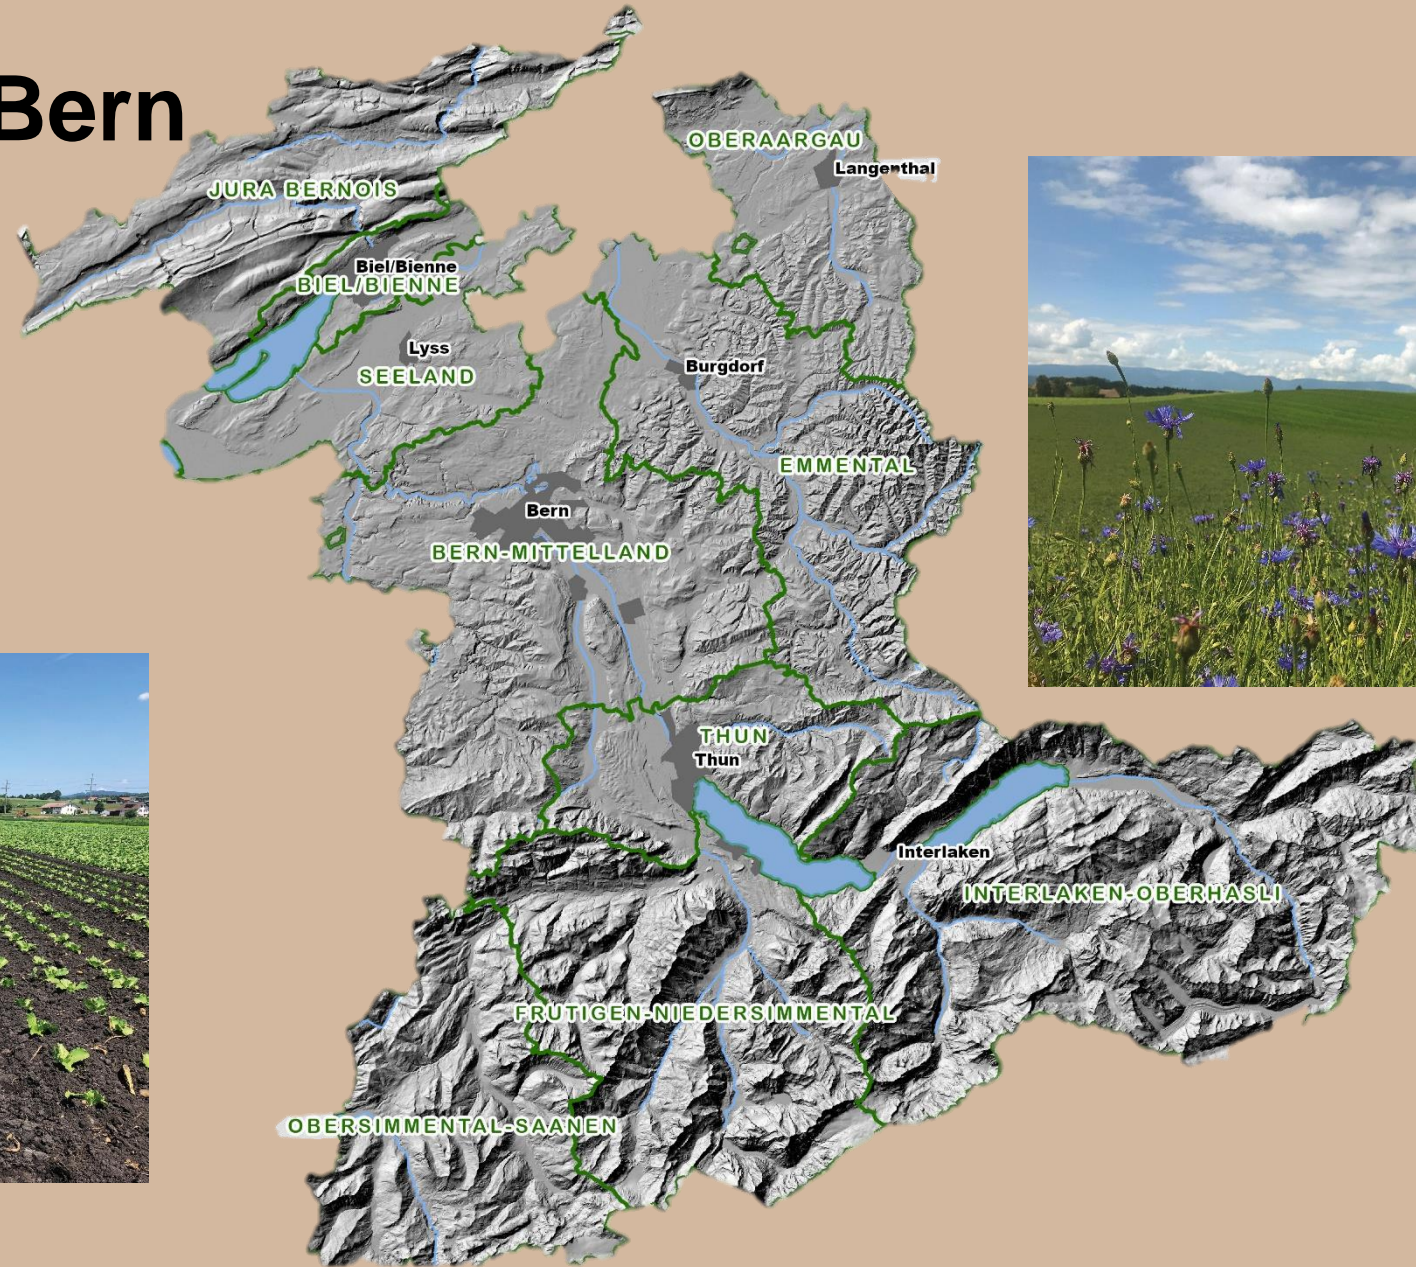 Bern
OBERAARGAU
Langenthal
JURA BERNOIS
Biel/Bienne
BIEL/BIENNE
Lyss
SEELAND
Burgdorf
EMMENTAL
Bern
BERN-MITTELLAND
THUN
Thun
Interlaken
INTERLAKEN-OBERHASLI
FRUTIGEN-NIEDERSIMMENTAL
OBERSIMMENTAL-SAANEN